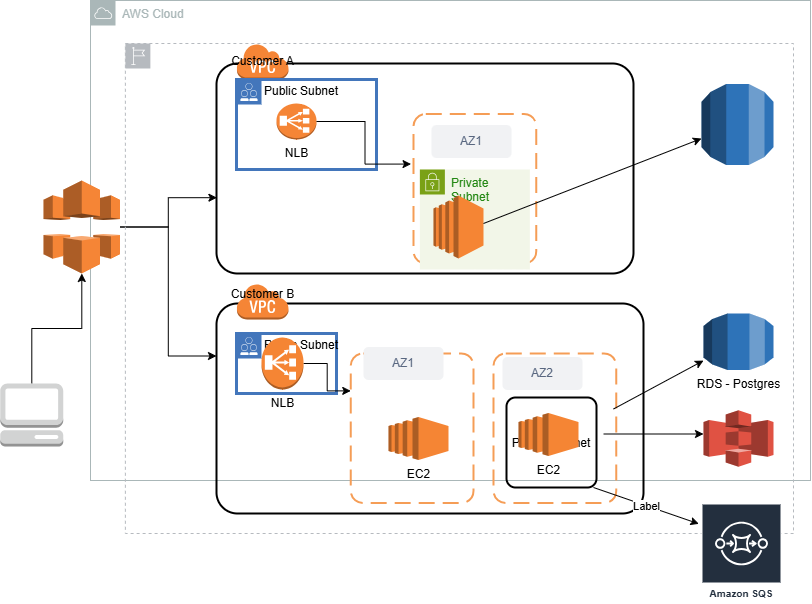 AWS Cloud
Customer A
VPC
Public Subnet
NLB
AZ1
Private
Subnet
Customer B
VPC
Subnet
NLB
AZ1
EC2
AZ2
EC2
RDS - Postgres
Label
Amazon SQS